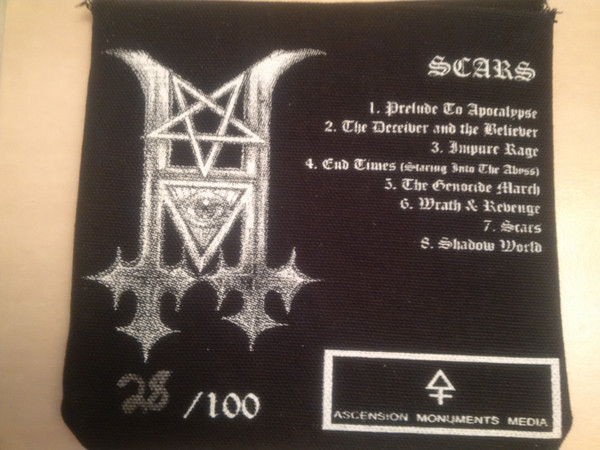 SCARS
1. Prelude To Apocalypse
2. The Deceiver and the Believer
3. Impure Rage
4. End Times (Staring Into The Abyss)
5. The Genocide March
6. Wrath & Revenge
7. Scars
8. Shadow World
28 /100
ASCENSION MONUMENTS MEDIA